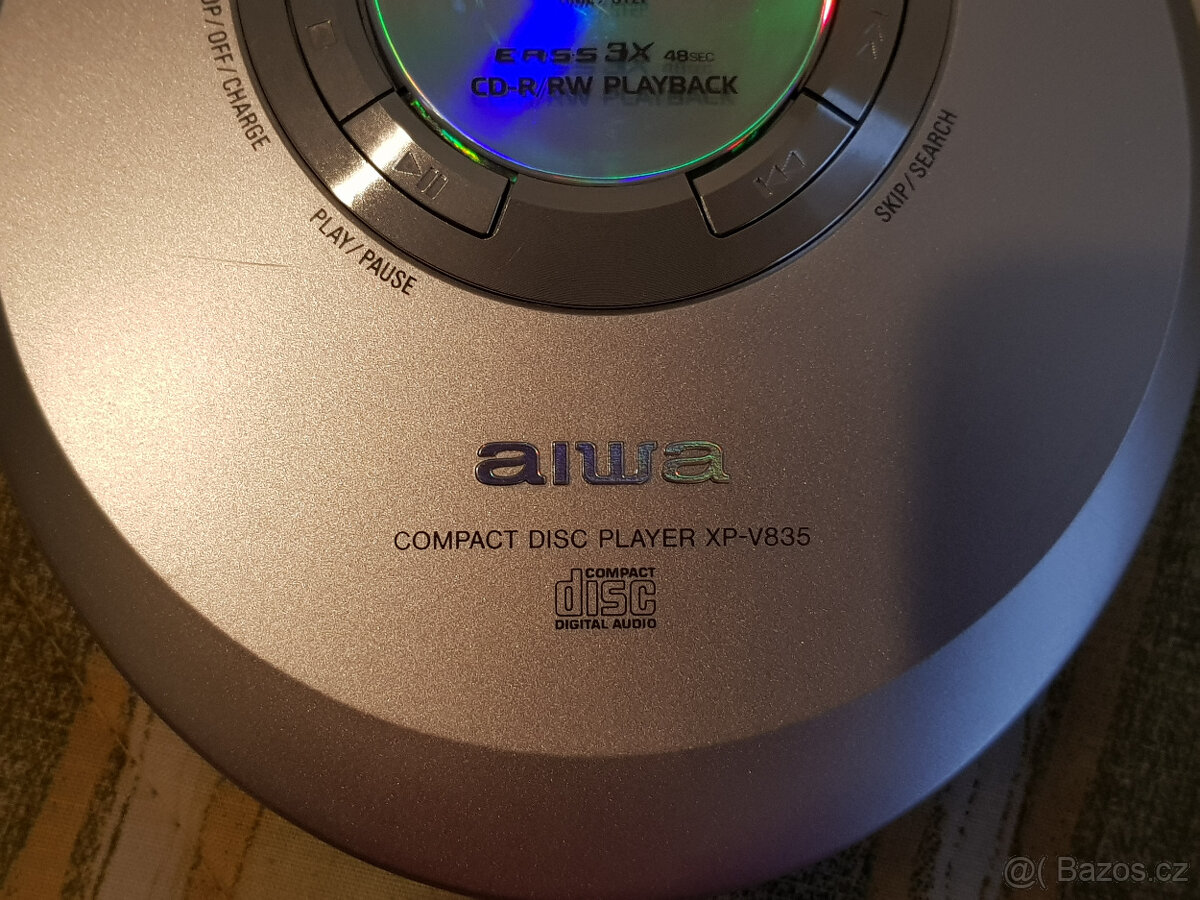 E·A·S·S 3X 48SEC
CD-R/RW PLAYBACK
OP/OFF/CHARGE
PLAY/PAUSE
SKIP/SEARCH
aiwa
COMPACT DISC PLAYER XP-V835
COMPACT
disc
DIGITAL AUDIO
@( Bazos.cz